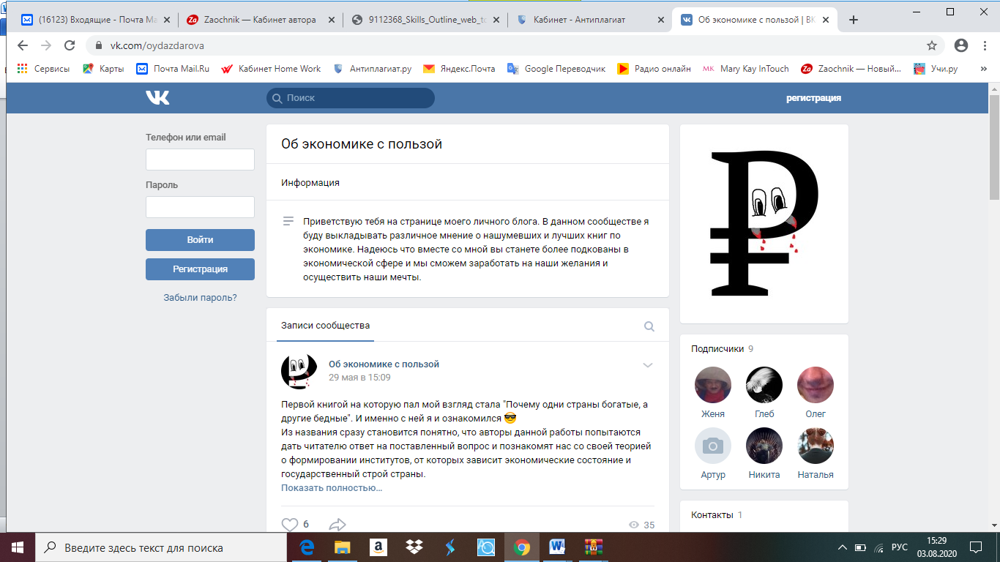 (16123) Входящие - Почта Ma
Zaochnik — Кабинет автора
9112368_Skills_Outline_web_to
Кабинет - Антиплагиат
Об экономике с пользой | ВК
vk.com/oydazdarova
Сервисы
Карты
Почта Mail.Ru
Кабинет Home Work
Антиплагиат.ру
Яндекс.Почта
Google Переводчик
Радио онлайн
MK Mary Kay InTouch
Za Zaochnik — Новый...
Учи.ру
»
регистрация
Поиск
Телефон или email
Пароль
Войти
Регистрация
Забыли пароль?
Об экономике с пользой
Информация
Приветствую тебя на странице моего личного блога. В данном сообществе я
буду выкладывать различное мнение о нашумевших и лучших книг по
экономике. Надеюсь что вместе со мной вы станете более подкованы в
экономической сфере и мы сможем заработать на наши желания и
осуществить наши мечты.
Записи сообщества
Об экономике с пользой
29 мая в 15:09
Первой книгой на которую пал мой взгляд стала "Почему одни страны богатые, а
другие бедные". И именно с ней я и ознакомился 😎
Из названия сразу становится понятно, что авторы данной работы попытаются
дать читателю ответ на поставленный вопрос и познакомят нас со своей теорией
о формировании институтов, от которых зависит экономические состояние и
государственный строй страны.
Показать полностью…
6
35
Подписчики 9
Женя
Глеб
Олег
Артур
Никита
Наталья
Контакты 1
Введите здесь текст для поиска
РУС
15:29
03.08.2020